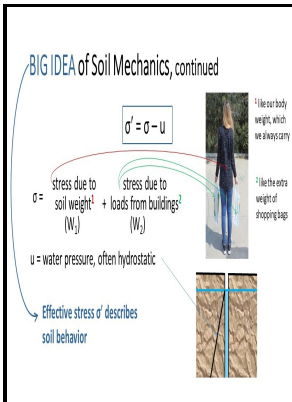 BIG IDEA of Soil Mechanics, continued
σ' = σ – u
¹ like our body
weight, which
we always carry
σ = stress due to soil weight¹ + stress due to loads from buildings²
(W₁) (W₂)
² like the extra
weight of
shopping bags
u = water pressure, often hydrostatic
Effective stress σ' describes
soil behavior